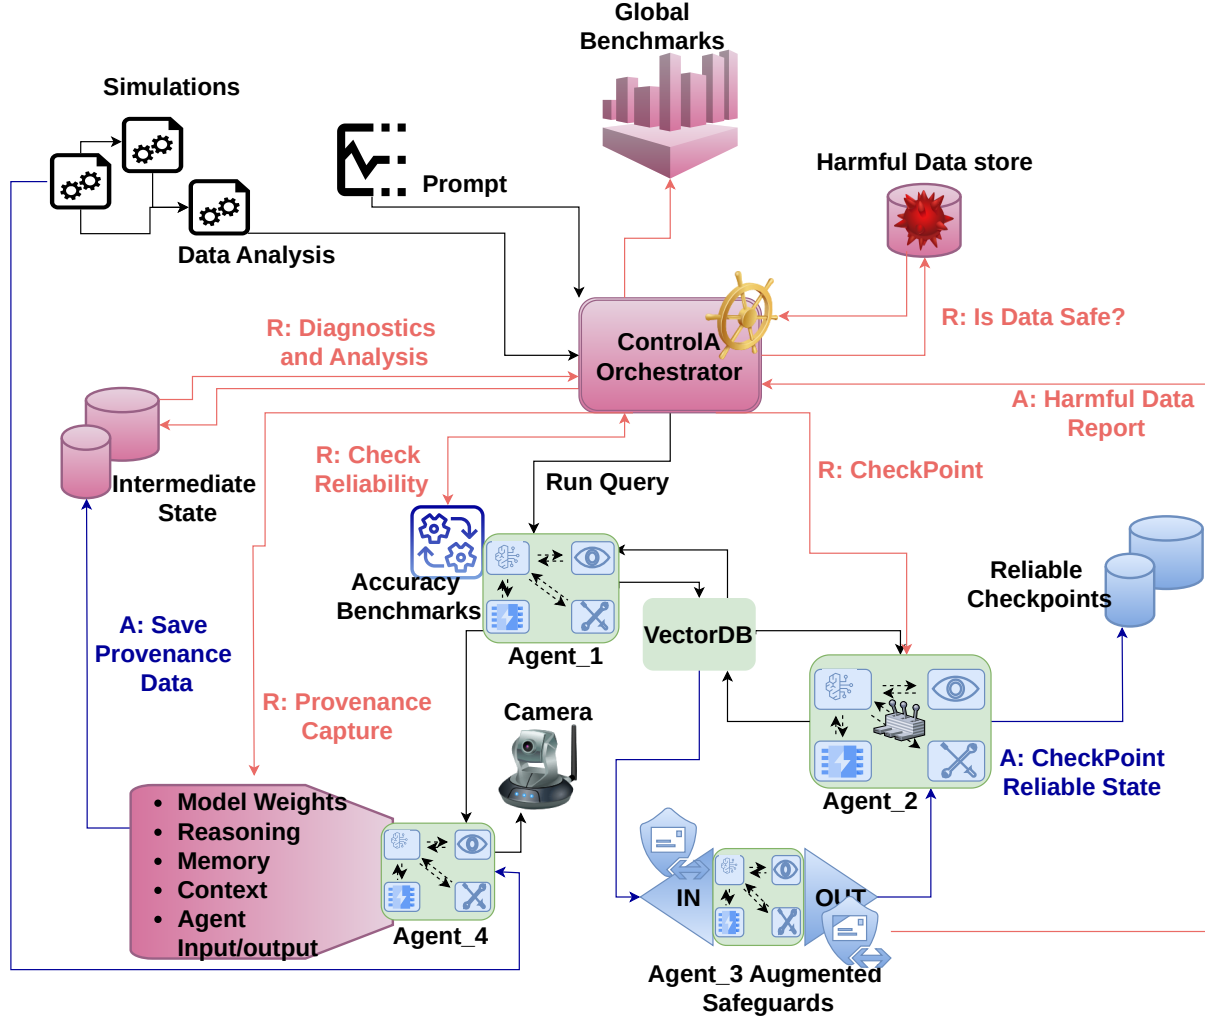 Global
Benchmarks
Simulations
Prompt
Harmful Data store
Data Analysis
R: Diagnostics
and Analysis
ControlA
Orchestrator
R: Is Data Safe?
A: Harmful Data
Report
R: Check
Reliability
Run Query
R: CheckPoint
Intermediate
State
Accuracy
Benchmarks
Reliable
Checkpoints
A: Save
Provenance
Data
VectorDB
Agent_1
R: Provenance
Capture
Camera
A: CheckPoint
Reliable State
Agent_2
• Model Weights
• Reasoning
• Memory
• Context
• Agent
Input/output
IN
OUT
Agent_4
Agent_3 Augmented
Safeguards